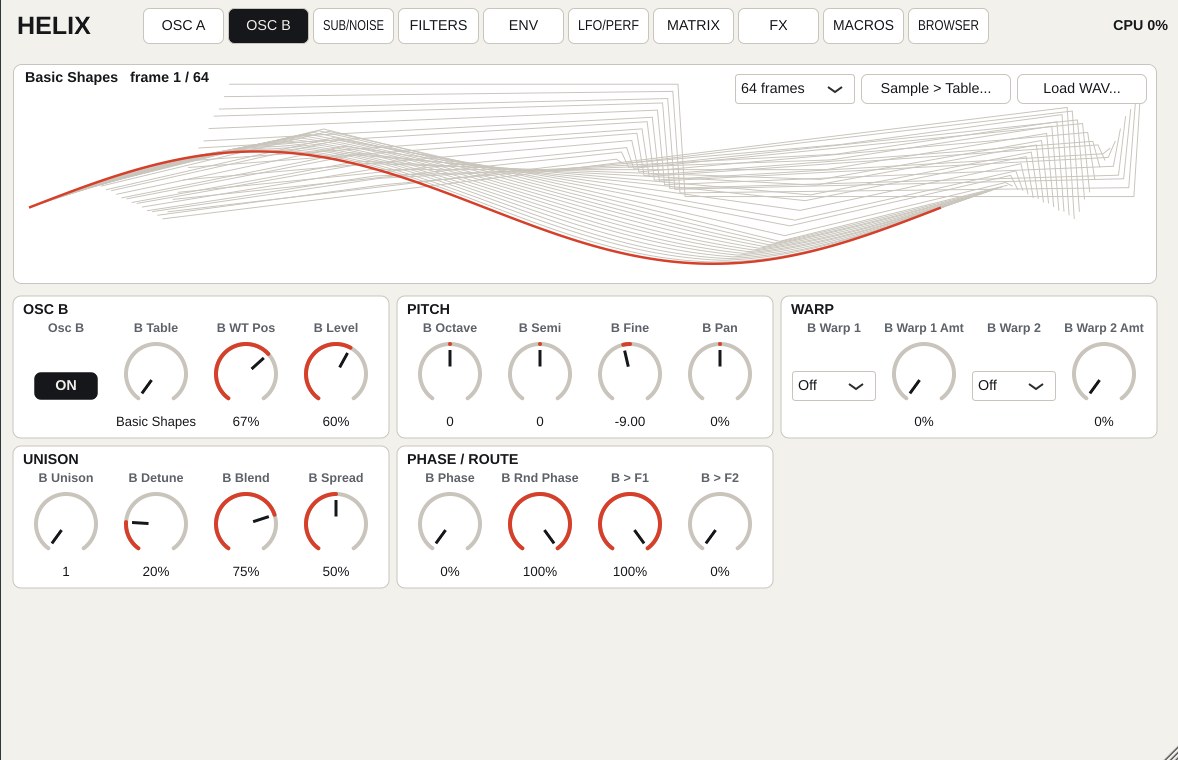 HELIX OSC A OSC B SUB/NOISE FILTERS ENV LFO/PERF MATRIX FX MACROS BROWSER CPU 0%
Basic Shapes frame 1 / 64 64 frames Sample > Table... Load WAV...
OSC B
Osc B B Table B WT Pos B Level
ON
Basic Shapes 67% 60%
PITCH
B Octave B Semi B Fine B Pan
0 0 -9.00 0%
WARP
B Warp 1 B Warp 1 Amt B Warp 2 B Warp 2 Amt
Off Off
0% 0%
UNISON
B Unison B Detune B Blend B Spread
1 20% 75% 50%
PHASE / ROUTE
B Phase B Rnd Phase B > F1 B > F2
0% 100% 100% 0%